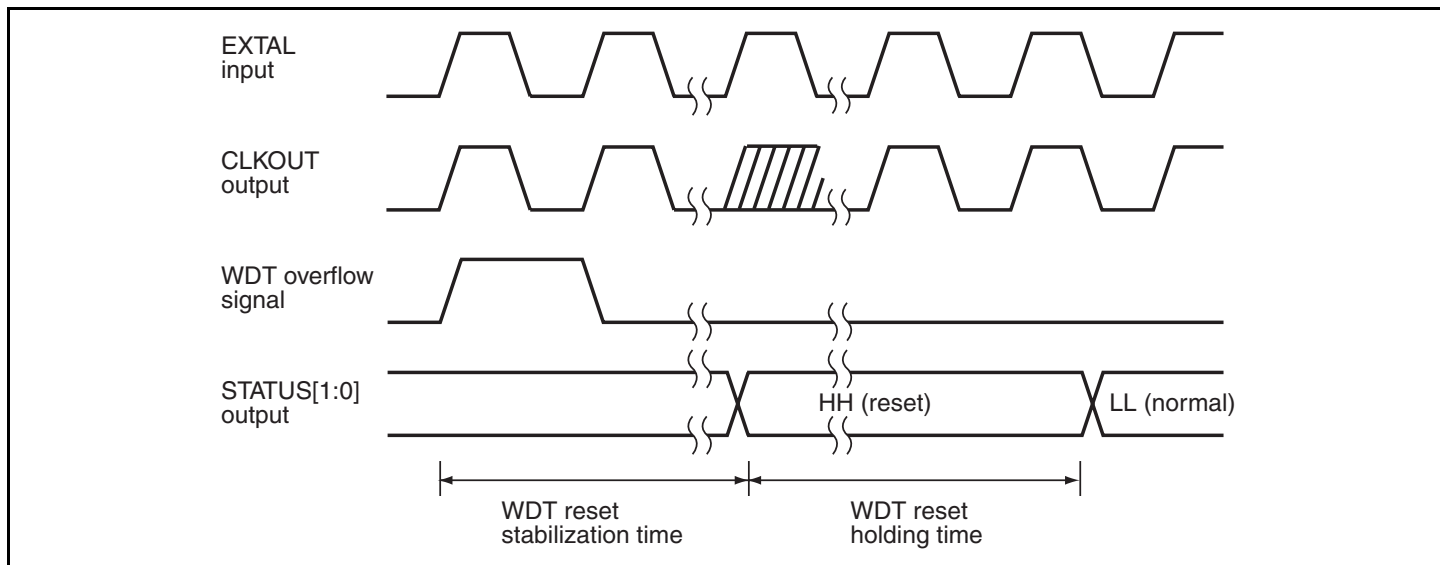 EXTAL
input
CLKOUT
output
WDT overflow
signal
STATUS[1:0]
output
HH (reset)
LL (normal)
WDT reset
stabilization time
WDT reset
holding time